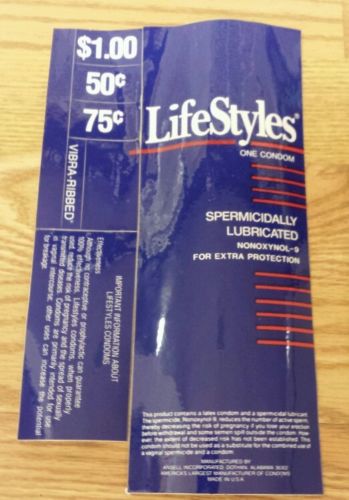 $1.00
50¢
75¢
VIBRA-RIBBED®
IMPORTANT INFORMATION ABOUT
LIFESTYLES CONDOMS
Effectiveness
Although no contraceptive or prophylactic can guarantee
100% effectiveness, Lifestyles condoms, when properly
used reduce the risk of pregnancy and the spread of sexually
transmitted diseases. Condoms are primarily intended for use
in vaginal intercourse; other uses can increase the potential
for breakage.
LifeStyles®
ONE CONDOM
SPERMICIDALLY
LUBRICATED
NONOXYNOL-9
FOR EXTRA PROTECTION
This product contains a latex condom and a spermicidal lubricant.
The spermicide, Nonoxynol 9, reduces the number of active sperm,
thereby decreasing the risk of pregnancy if you lose your erection
before withdrawal and some semen spill outside the condom. How-
ever the extent of decreased risk has not been established. This
condom should not be used as a substitute for the combined use of
a vaginal spermicide and a condom.
MANUFACTURED BY
ANSELL INCORPORATED, DOTHAN, ALABAMA 36302
AMERICA'S LARGEST MANUFACTURER OF CONDOMS
MADE IN U.S.A.